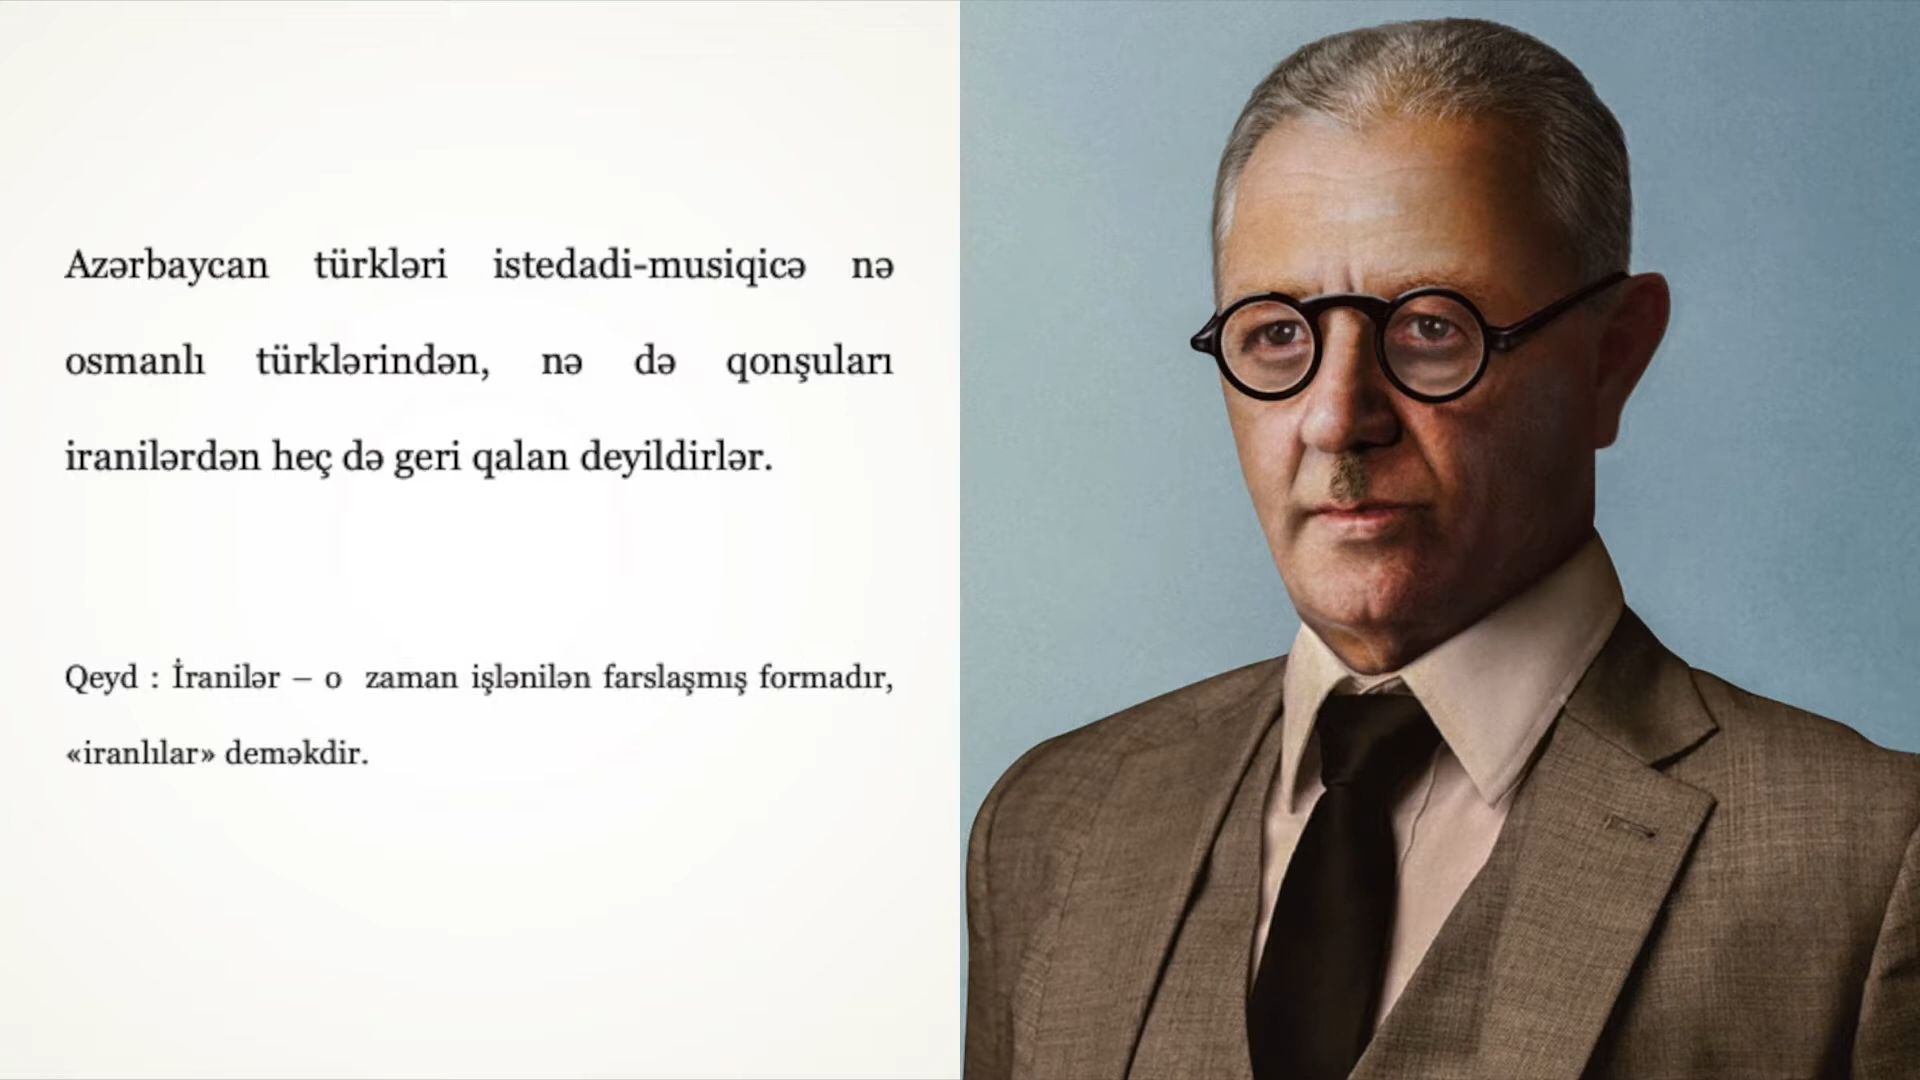 Azərbaycan türkləri istedadi-musiqicə nə
osmanlı türklərindən, nə də qonşuları
iranilərdən heç də geri qalan deyildirlər.
Qeyd : İranilər – o zaman işlənilən farslaşmış formadır,
«iranlılar» deməkdir.